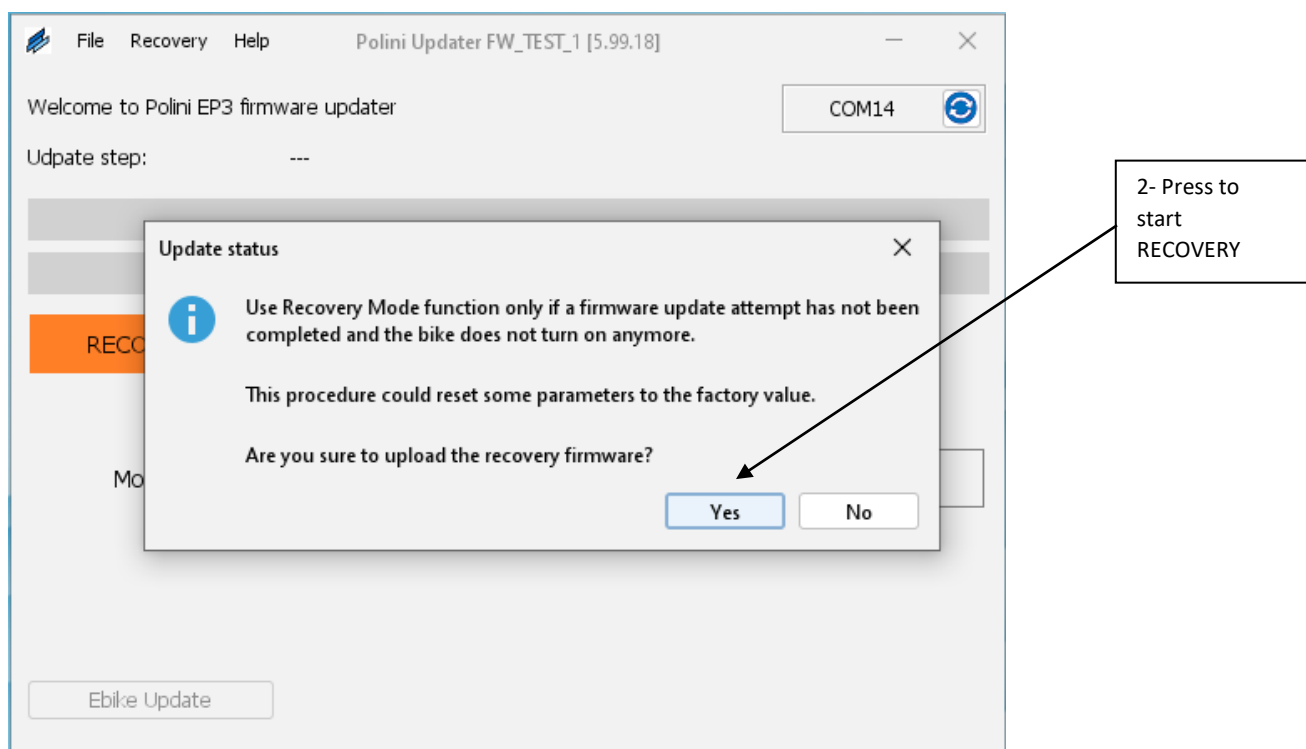 File Recovery Help Polini Updater FW_TEST_1 [5.99.18]
Welcome to Polini EP3 firmware updater
COM14
Udpate step: ---
2- Press to
start
RECOVERY
Update status
Use Recovery Mode function only if a firmware update attempt has not been
completed and the bike does not turn on anymore.
This procedure could reset some parameters to the factory value.
Are you sure to upload the recovery firmware?
Yes No
RECO
Mo
Ebike Update